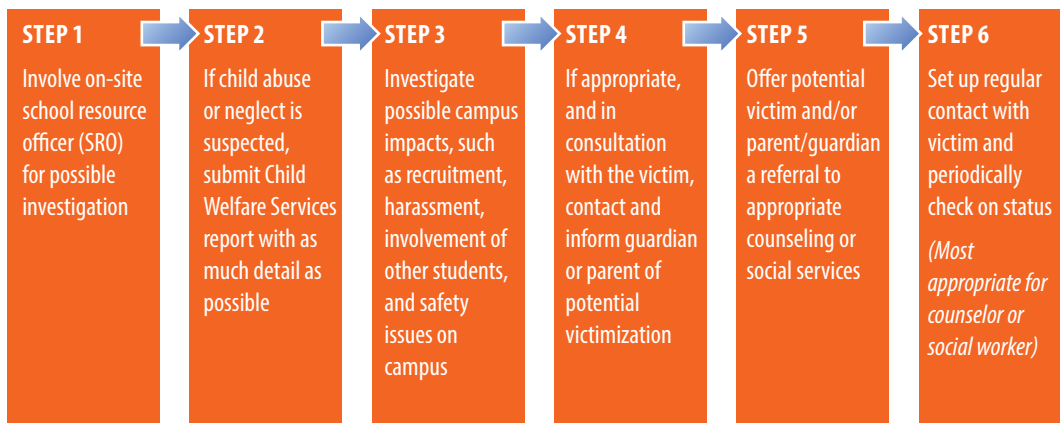 STEP 1
Involve on-site
school resource
officer (SRO)
for possible
investigation
STEP 2
If child abuse
or neglect is
suspected,
submit Child
Welfare Services
report with as
much detail as
possible
STEP 3
Investigate
possible campus
impacts, such
as recruitment,
harassment,
involvement of
other students,
and safety
issues on
campus
STEP 4
If appropriate,
and in
consultation
with the victim,
contact and
inform guardian
or parent of
potential
victimization
STEP 5
Offer potential
victim and/or
parent/guardian
a referral to
appropriate
counseling or
social services
STEP 6
Set up regular
contact with
victim and
periodically
check on status
(Most
appropriate for
counselor or
social worker)